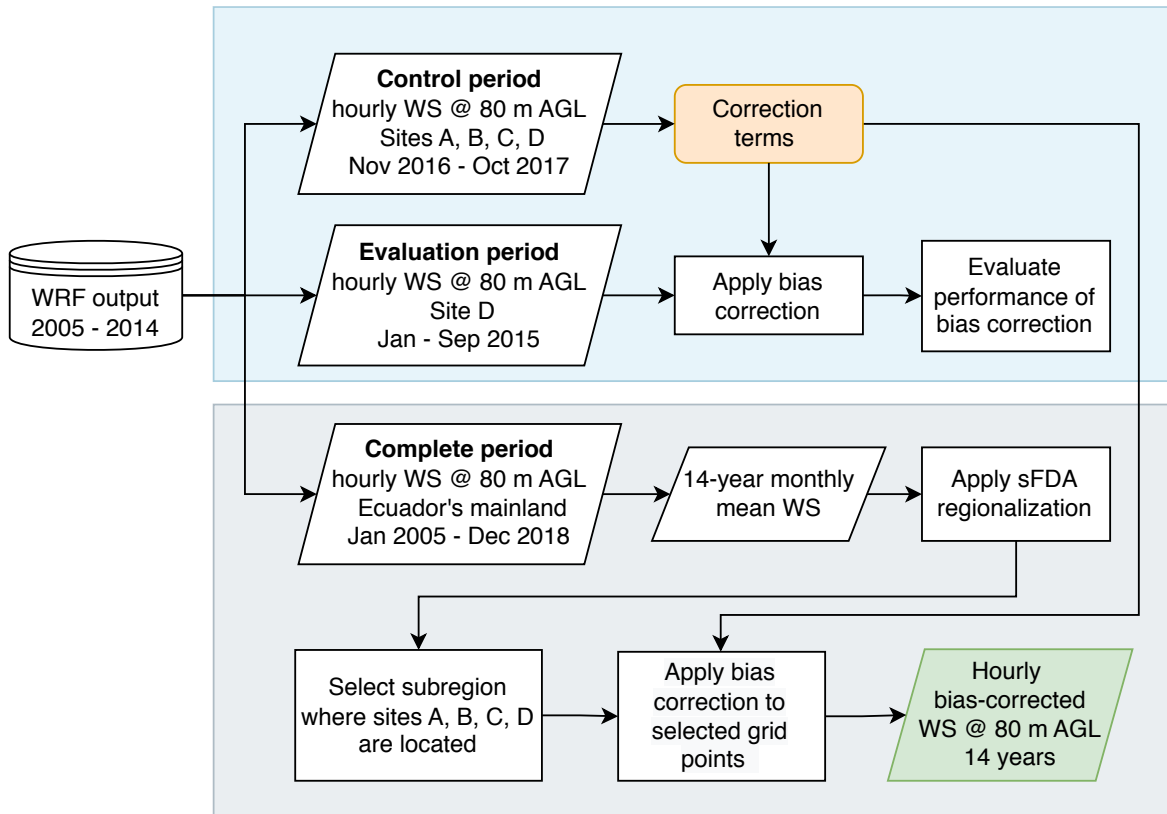 WRF output
2005 - 2014
Control period
hourly WS @ 80 m AGL
Sites A, B, C, D
Nov 2016 - Oct 2017
Correction
terms
Evaluation period
hourly WS @ 80 m AGL
Site D
Jan - Sep 2015
Apply bias
correction
Evaluate
performance of
bias correction
Complete period
hourly WS @ 80 m AGL
Ecuador's mainland
Jan 2005 - Dec 2018
14-year monthly
mean WS
Apply sFDA
regionalization
Select subregion
where sites A, B, C, D
are located
Apply bias
correction to
selected grid
points
Hourly
bias-corrected
WS @ 80 m AGL
14 years